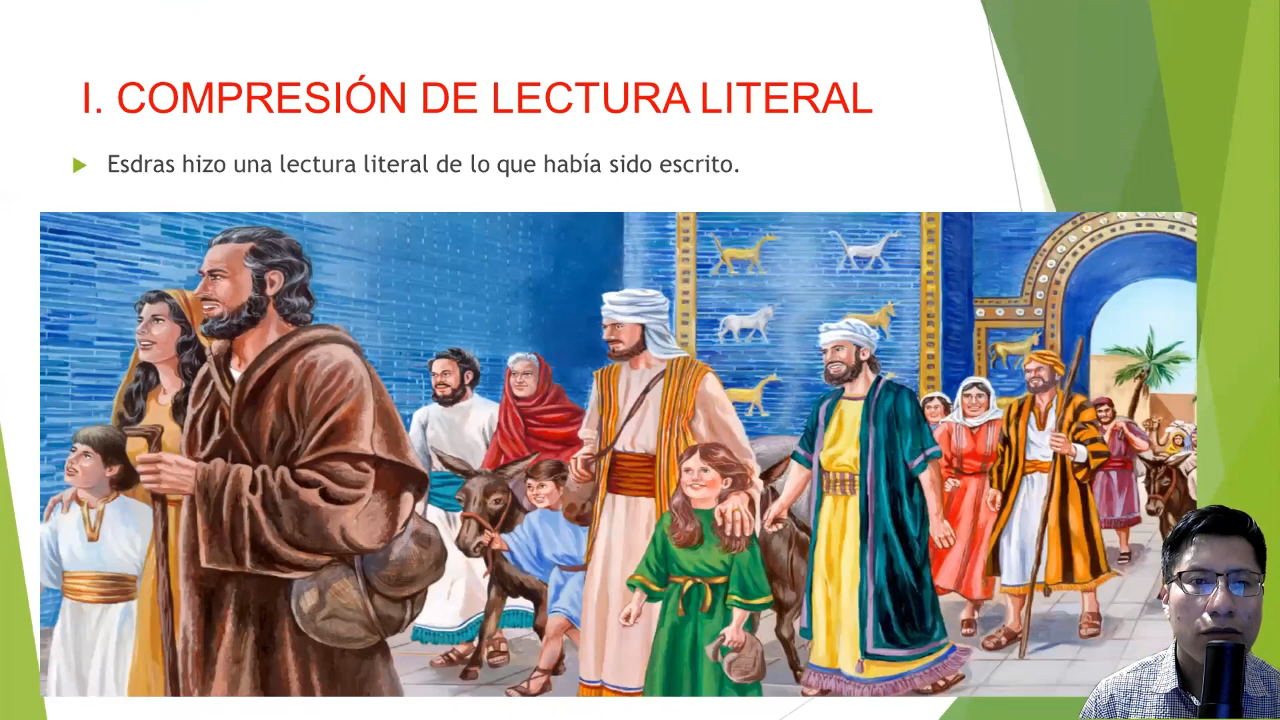 I. COMPRESIÓN DE LECTURA LITERAL
Esdras hizo una lectura literal de lo que había sido escrito.